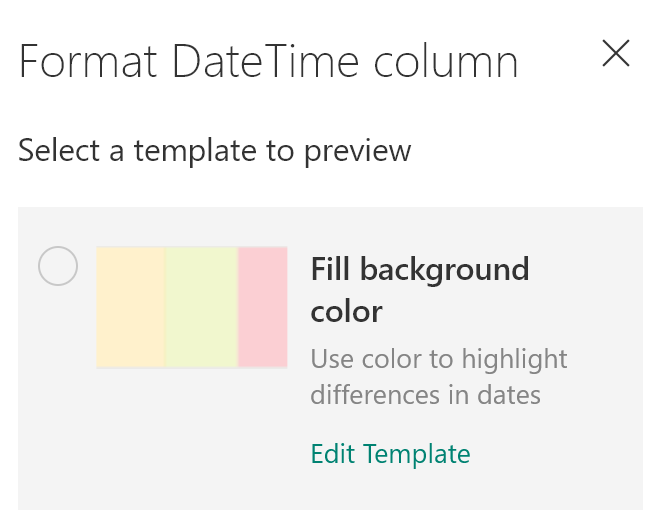 Format DateTime column
Select a template to preview
Fill background
color
Use color to highlight
differences in dates
Edit Template